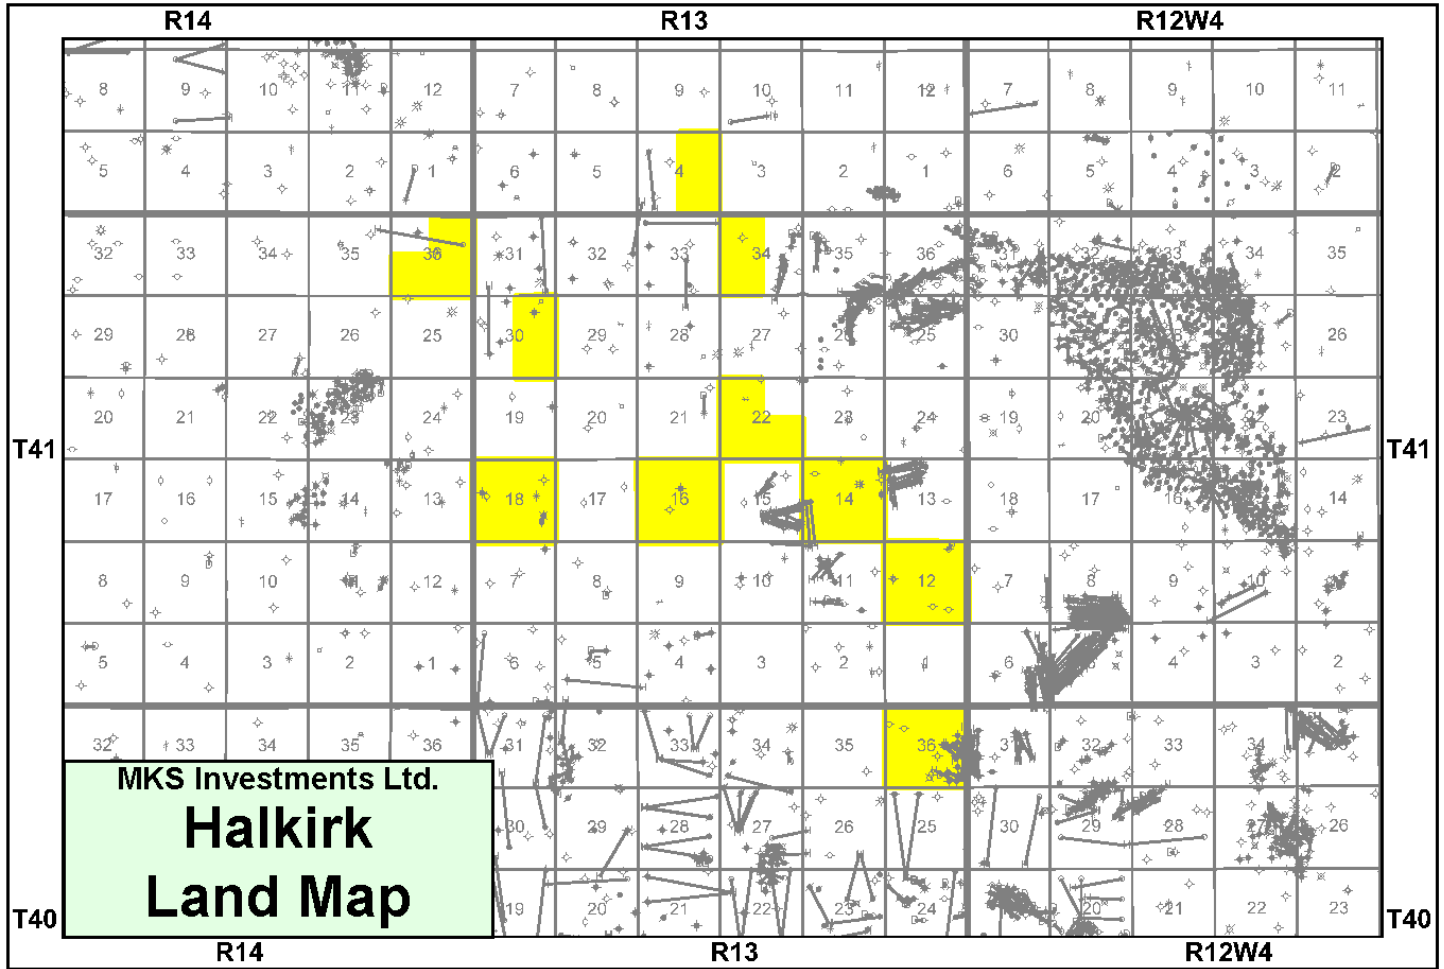 R14 R13 R12W4
8 9 10 11 12 7 8 9 10 11 12 7 8 9 10 11
5 4 3 2 1 6 5 4 3 2 1 6 5 4 3 2
32 33 34 35 36 31 32 33 34 35 36 31 32 33 34 35
29 28 27 26 25 30 29 28 27 26 25 30 28 26
20 21 22 23 24 19 20 21 22 23 24 19 20 21 22 23
T41 T41
17 16 15 14 13 18 17 16 15 14 13 18 17 16 14
8 9 10 11 12 7 8 9 10 11 12 7 8 9 10
5 4 3 2 1 6 5 4 3 2 1 6 4 3 2
32 33 34 35 36 31 32 33 34 35 36 31 32 33 34
MKS Investments Ltd.
Halkirk
Land Map
30 29 28 27 26 25 30 29 28 27 26
19 20 21 22 23 24 20 21 22 23
T40 T40
R14 R13 R12W4